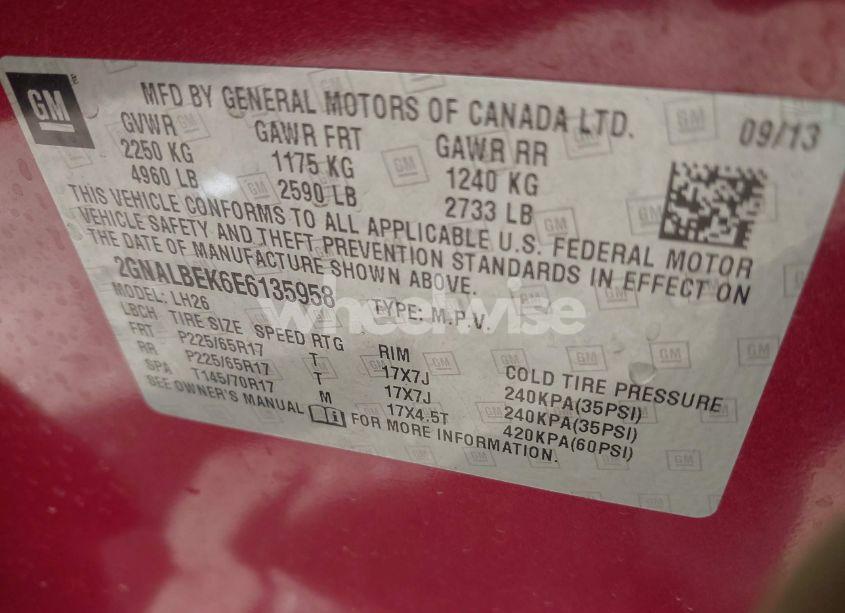 GM
MFD BY GENERAL MOTORS OF CANADA LTD. 09/13
GVWR GAWR FRT GAWR RR
2250 KG 1175 KG 1240 KG
4960 LB 2590 LB 2733 LB
THIS VEHICLE CONFORMS TO ALL APPLICABLE U.S. FEDERAL MOTOR
VEHICLE SAFETY AND THEFT PREVENTION STANDARDS IN EFFECT ON
THE DATE OF MANUFACTURE SHOWN ABOVE.
2GNALBEK6E6135958 TYPE: M.P.V.
MODEL: LH26
LBCH TIRE SIZE SPEED RTG RIM COLD TIRE PRESSURE
FRT P225/65R17 T 17X7J 240KPA(35PSI)
RR P225/65R17 T 17X7J 240KPA(35PSI)
SPA T145/70R17 M 17X4.5T 420KPA(60PSI)
SEE OWNER'S MANUAL FOR MORE INFORMATION.
wheelwise